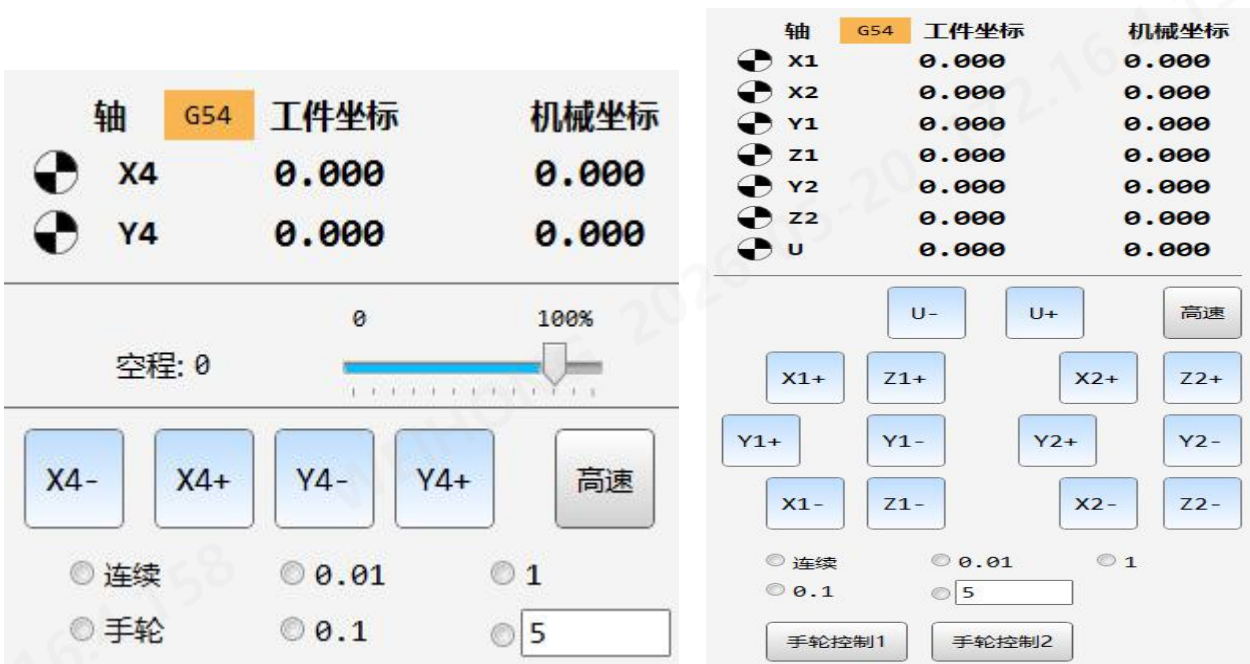 轴 G54 工件坐标 机械坐标
X4 0.000 0.000
Y4 0.000 0.000
0 100%
空程: 0
X4- X4+ Y4- Y4+ 高速
连续 0.01 1
手轮 0.1 5
轴 G54 工件坐标 机械坐标
X1 0.000 0.000
X2 0.000 0.000
Y1 0.000 0.000
Z1 0.000 0.000
Y2 0.000 0.000
Z2 0.000 0.000
U 0.000 0.000
U- U+ 高速
X1+ Z1+ X2+ Z2+
Y1+ Y1- Y2+ Y2-
X1- Z1- X2- Z2-
连续 0.01 1
0.1 5
手轮控制1 手轮控制2